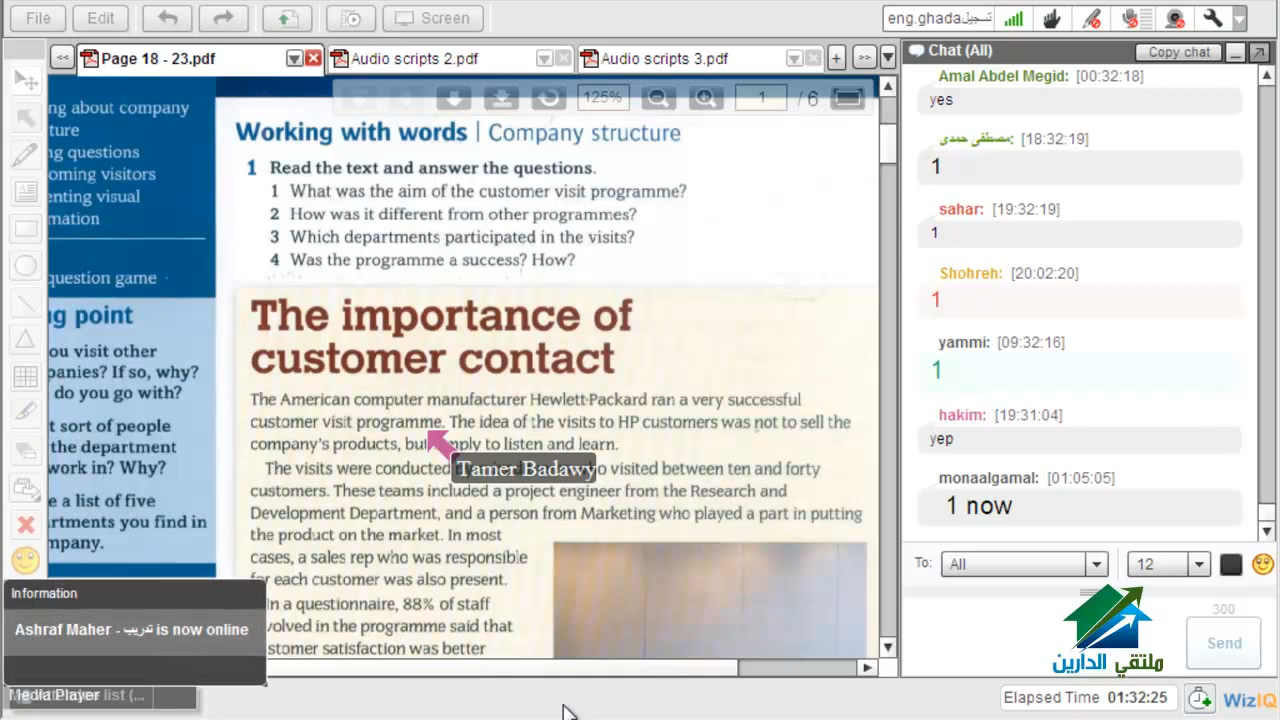 File
Edit
Screen
eng.ghadaتسجيل
<<
Page 18 - 23.pdf
Audio scripts 2.pdf
Audio scripts 3.pdf
+
>>
125%
1
/ 6
ng about company
ture
ng questions
oming visitors
enting visual
mation
question game
ng point
ou visit other
panies? If so, why?
do you go with?
t sort of people
the department
work in? Why?
e a list of five
rtments you find in
mpany.
Working with words | Company structure
1 Read the text and answer the questions.
1 What was the aim of the customer visit programme?
2 How was it different from other programmes?
3 Which departments participated in the visits?
4 Was the programme a success? How?
The importance of
customer contact
The American computer manufacturer Hewlett-Packard ran a very successful
customer visit programme. The idea of the visits to HP customers was not to sell the
company's products, but simply to listen and learn.
Tamer Badawy
The visits were conducted who visited between ten and forty
customers. These teams included a project engineer from the Research and
Development Department, and a person from Marketing who played a part in putting
the product on the market. In most
cases, a sales rep who was responsible
for each customer was also present.
In a questionnaire, 88% of staff
volved in the programme said that
stomer satisfaction was better
Information
Ashraf Maher - تدريب is now online
Media Player
list (...
Chat (All)
Copy chat
Amal Abdel Megid: [00:32:18]
yes
مصطفى حمدى: [18:32:19]
1
sahar: [19:32:19]
1
Shohreh: [20:02:20]
1
yammi: [09:32:16]
1
hakim: [19:31:04]
yep
monaalgamal: [01:05:05]
1 now
To:
All
12
300
Send
ملتقي الدارين
Elapsed Time 01:32:25
WizIQ